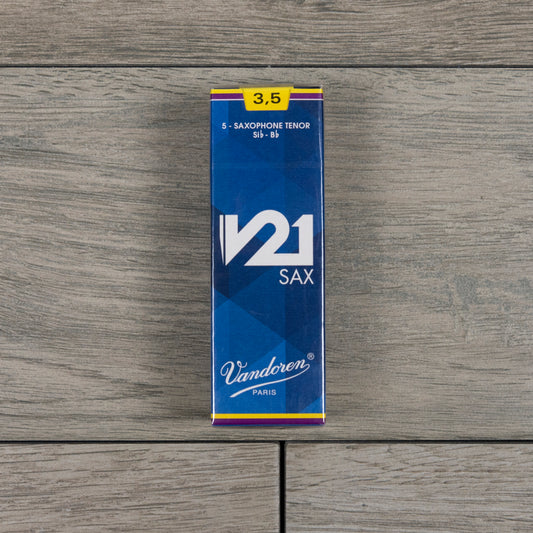 3,5
5 - SAXOPHONE TENOR
Si♭ - B♭
V21
SAX
Vandoren®
PARIS